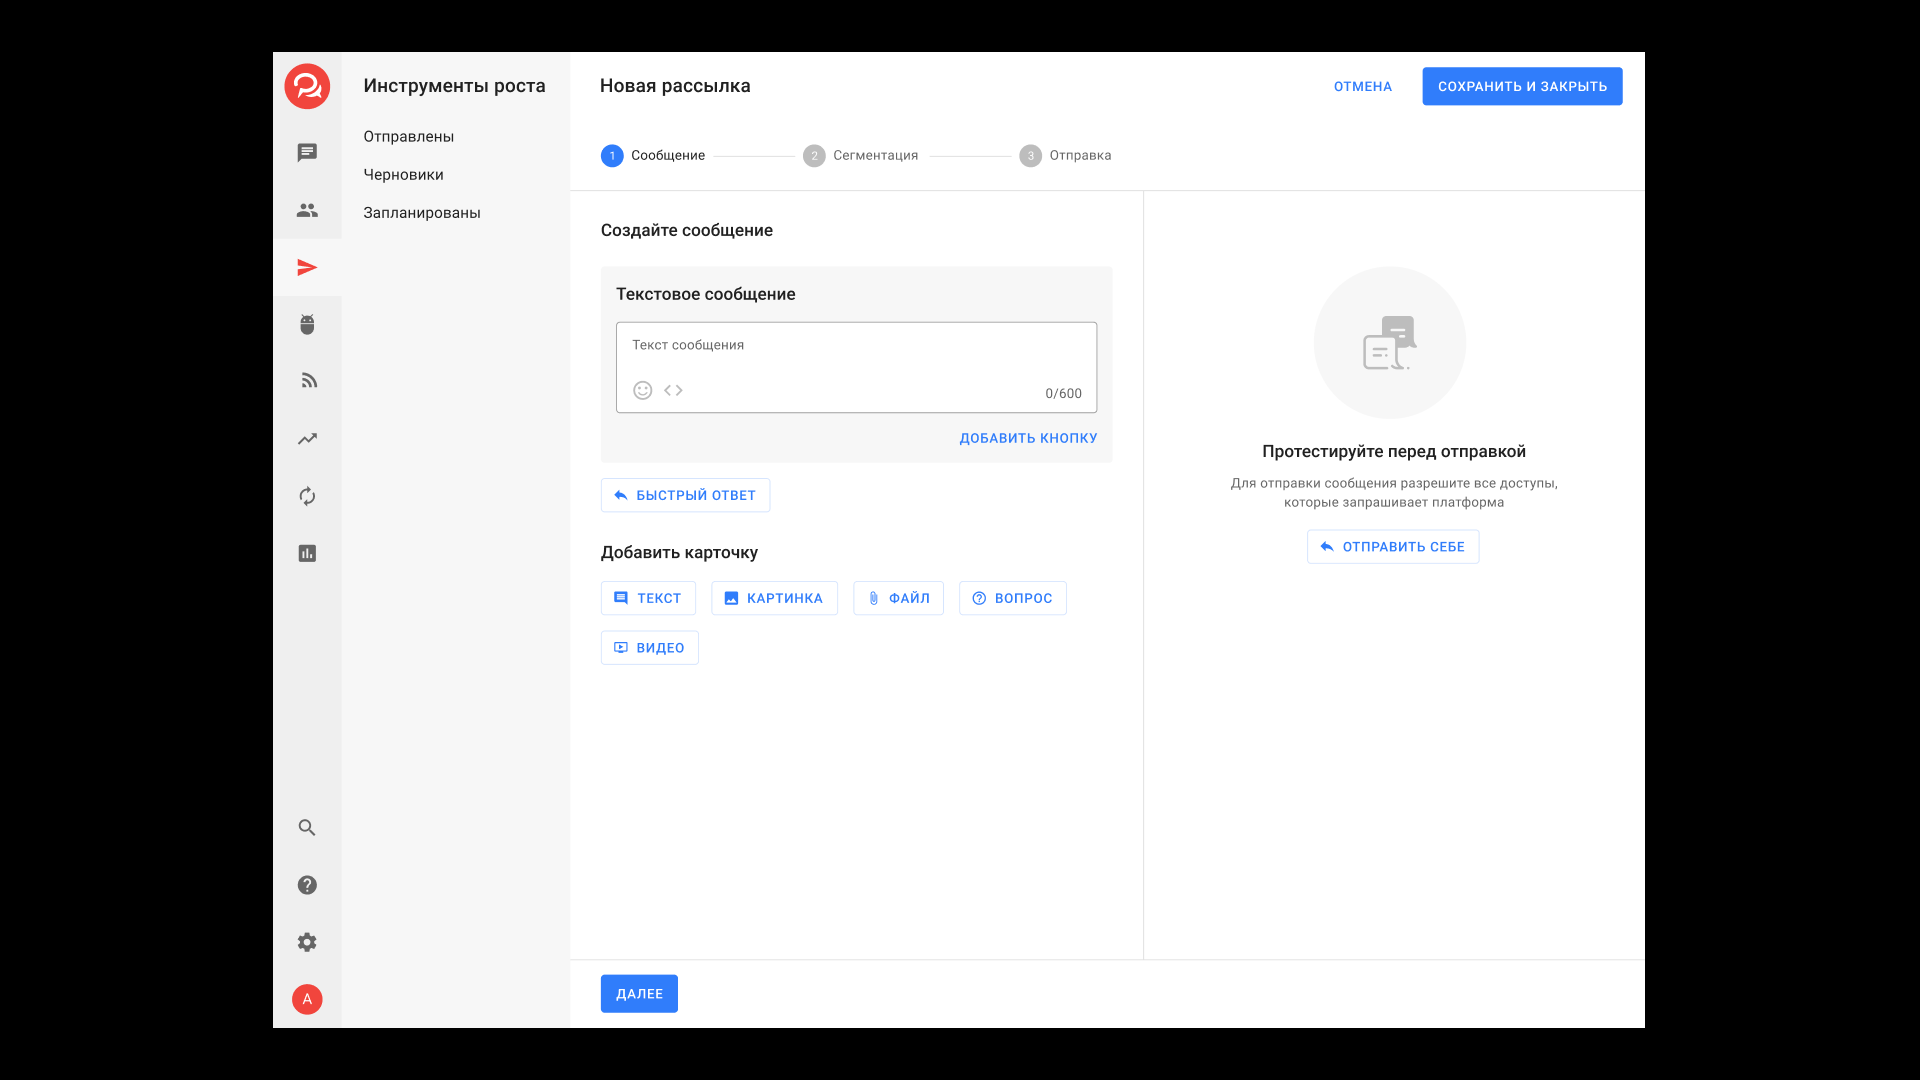 Инструменты роста
Отправлены
Черновики
Запланированы
A
Новая рассылка
ОТМЕНА
СОХРАНИТЬ И ЗАКРЫТЬ
1 Сообщение
2 Сегментация
3 Отправка
Создайте сообщение
Текстовое сообщение
Текст сообщения
0/600
ДОБАВИТЬ КНОПКУ
БЫСТРЫЙ ОТВЕТ
Добавить карточку
ТЕКСТ
КАРТИНКА
ФАЙЛ
ВОПРОС
ВИДЕО
Протестируйте перед отправкой
Для отправки сообщения разрешите все доступы,
которые запрашивает платформа
ОТПРАВИТЬ СЕБЕ
ДАЛЕЕ